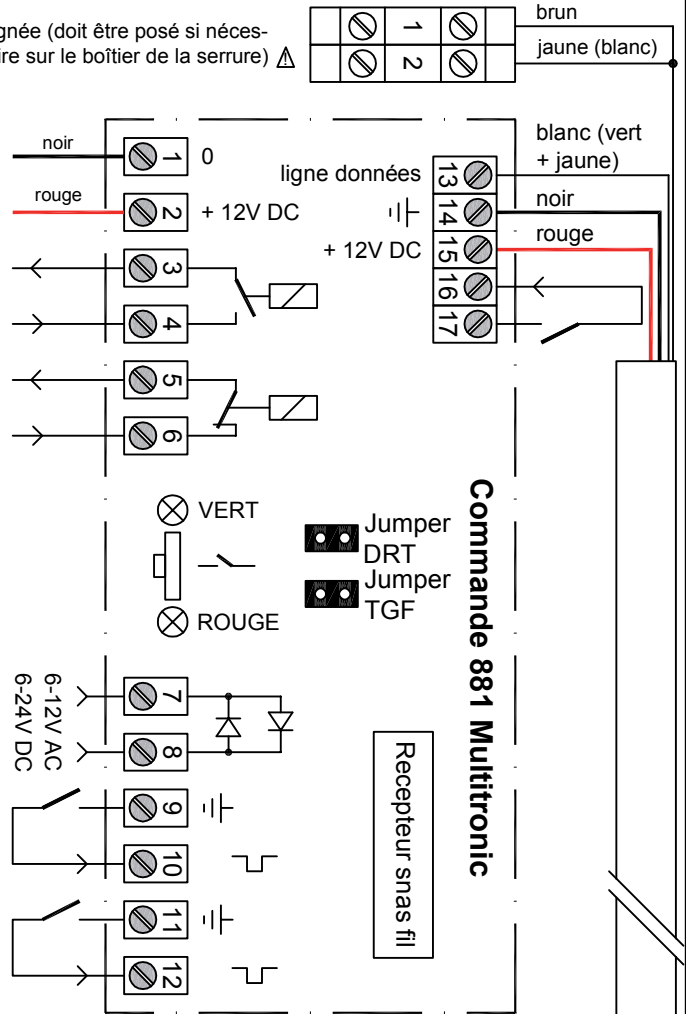 gnée (doit être posé si néces-
ire sur le boîtier de la serrure) ⚠
1
2
brun
jaune (blanc)
noir
1
0
rouge
2
+ 12V DC
3
4
5
6
ligne données
13
blanc (vert
+ jaune)
14
noir
+ 12V DC
15
rouge
16
17
VERT
ROUGE
Jumper
DRT
Jumper
TGF
Commande 881 Multitronic
6-12V AC
6-24V DC
7
8
9
10
11
12
Recepteur snas fil